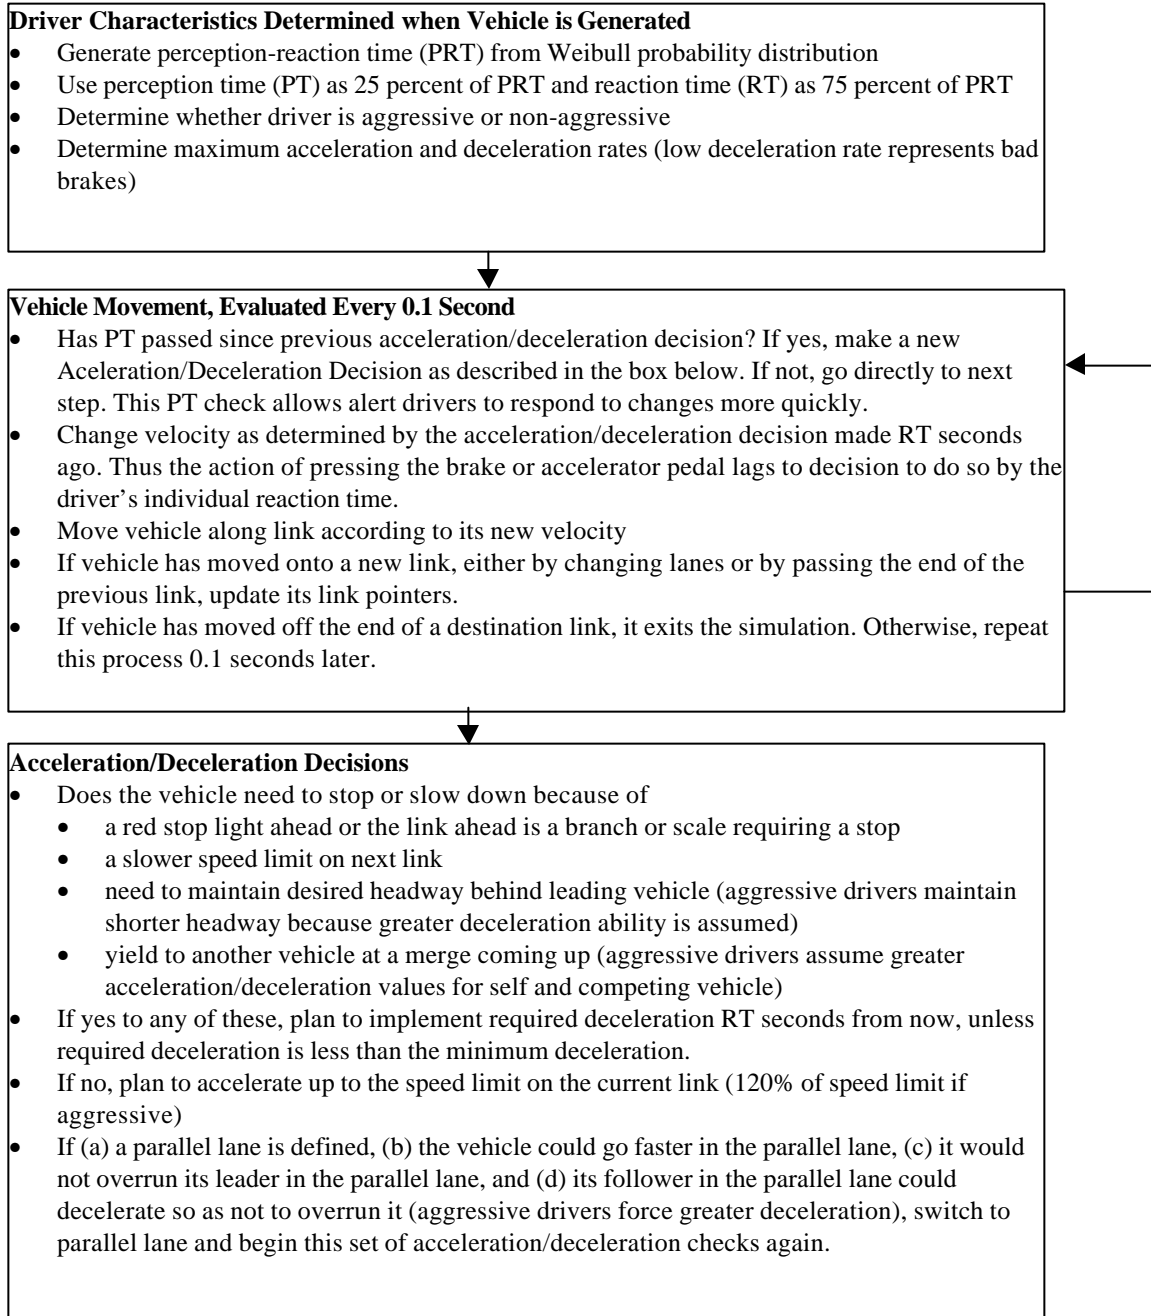 Driver Characteristics Determined when Vehicle is Generated
• Generate perception-reaction time (PRT) from Weibull probability distribution
• Use perception time (PT) as 25 percent of PRT and reaction time (RT) as 75 percent of PRT
• Determine whether driver is aggressive or non-aggressive
• Determine maximum acceleration and deceleration rates (low deceleration rate represents bad
brakes)
Vehicle Movement, Evaluated Every 0.1 Second
• Has PT passed since previous acceleration/deceleration decision? If yes, make a new
Aceleration/Deceleration Decision as described in the box below. If not, go directly to next
step. This PT check allows alert drivers to respond to changes more quickly.
• Change velocity as determined by the acceleration/deceleration decision made RT seconds
ago. Thus the action of pressing the brake or accelerator pedal lags to decision to do so by the
driver's individual reaction time.
• Move vehicle along link according to its new velocity
• If vehicle has moved onto a new link, either by changing lanes or by passing the end of the
previous link, update its link pointers.
• If vehicle has moved off the end of a destination link, it exits the simulation. Otherwise, repeat
this process 0.1 seconds later.
Acceleration/Deceleration Decisions
• Does the vehicle need to stop or slow down because of
• a red stop light ahead or the link ahead is a branch or scale requiring a stop
• a slower speed limit on next link
• need to maintain desired headway behind leading vehicle (aggressive drivers maintain
shorter headway because greater deceleration ability is assumed)
• yield to another vehicle at a merge coming up (aggressive drivers assume greater
acceleration/deceleration values for self and competing vehicle)
• If yes to any of these, plan to implement required deceleration RT seconds from now, unless
required deceleration is less than the minimum deceleration.
• If no, plan to accelerate up to the speed limit on the current link (120% of speed limit if
aggressive)
• If (a) a parallel lane is defined, (b) the vehicle could go faster in the parallel lane, (c) it would
not overrun its leader in the parallel lane, and (d) its follower in the parallel lane could
decelerate so as not to overrun it (aggressive drivers force greater deceleration), switch to
parallel lane and begin this set of acceleration/deceleration checks again.